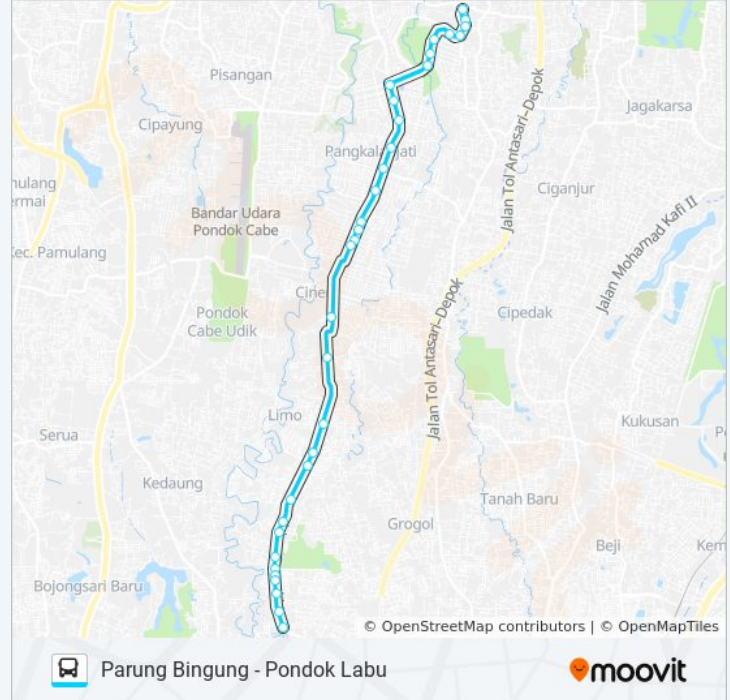 Pisangan
Jagakarsa
Cipayung
Jalan Tol Antasari-Depok
Ciganjur
Jalan Mohamad Kafi II
Bandar Udara
Pondok Cabe
Kec. Pamulang
Cipedak
Pondok
Cabe Udik
Jalan Tol Antasari-Depok
Limo
Kukusan
Serua
Kedaung
Tanah Baru
Grogol
Beji
Bojongsari Baru
© OpenStreetMap contributors | © OpenMapTiles
Parung Bingung - Pondok Labu
moovit